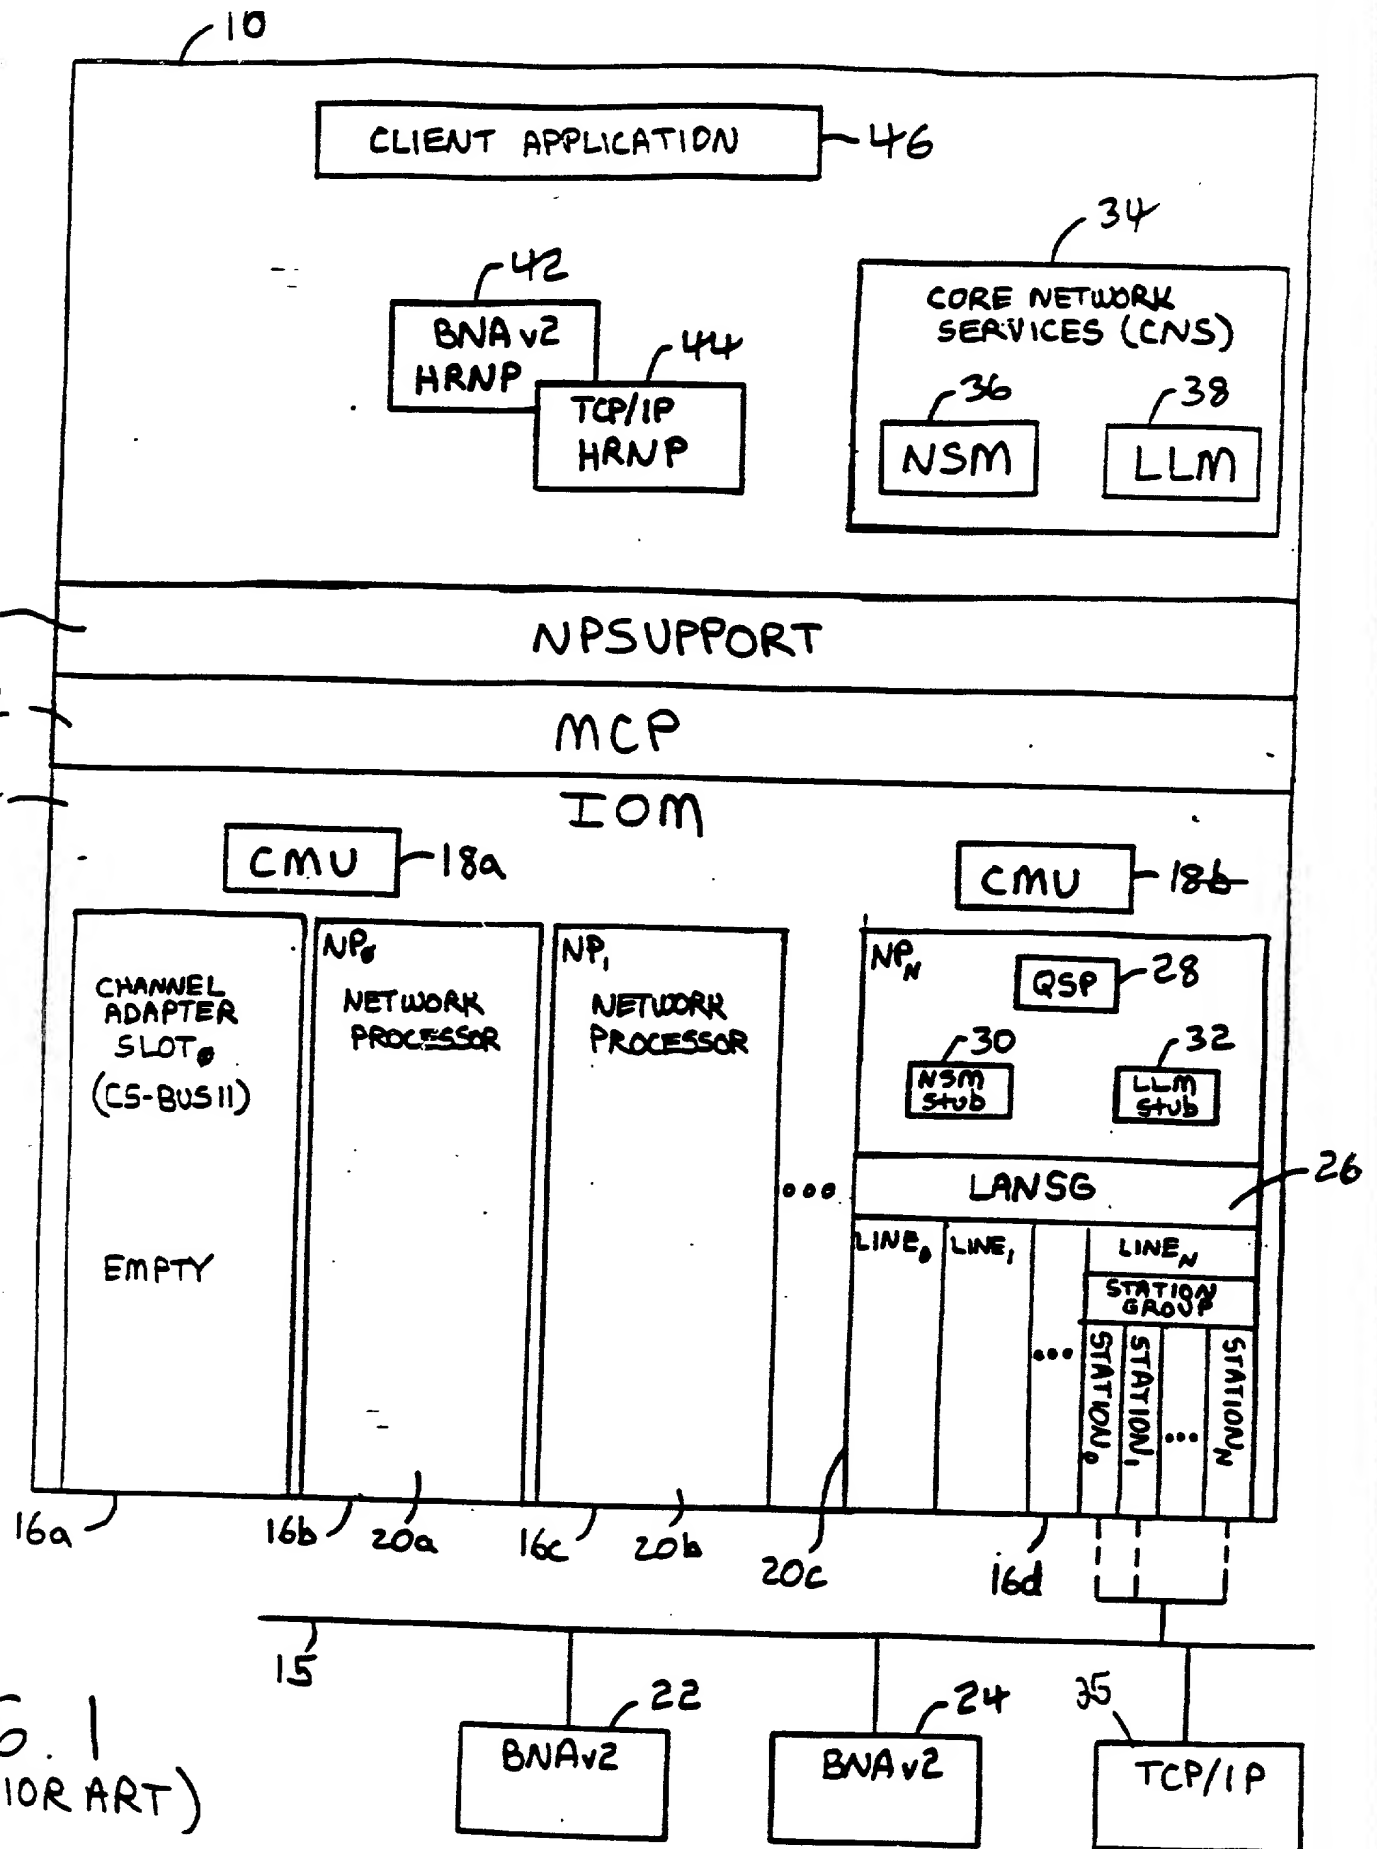 10
CLIENT APPLICATION
46
34
42
CORE NETWORK
SERVICES (CNS)
BNAv2
HRNP
44
TCP/IP
HRNP
36
38
NSM
LLM
NPSUPPORT
MCP
IOM
CMU
18a
CMU
18b
CHANNEL
ADAPTER
SLOT0
(CS-BUS II)
EMPTY
NP0
NETWORK
PROCESSOR
NP1
NETWORK
PROCESSOR
...
NPN
QSP
28
30
32
NSM
stub
LLM
stub
LANSG
26
LINE0
LINE1
...
LINEN
STATION
GROUP
STATION0
STATION1
...
STATIONN
16a
16b
20a
16c
20b
20c
16d
15
22
24
35
BNAv2
BNAv2
TCP/IP
G. 1
IOR ART)